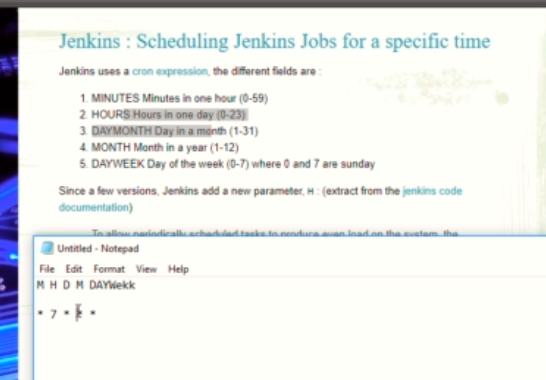 Jenkins : Scheduling Jenkins Jobs for a specific time
Jenkins uses a cron expression, the different fields are :
1. MINUTES Minutes in one hour (0-59)
2. HOURS Hours in one day (0-23)
3. DAYMONTH Day in a month (1-31)
4. MONTH Month in a year (1-12)
5. DAYWEEK Day of the week (0-7) where 0 and 7 are sunday
Since a few versions, Jenkins add a new parameter, H : (extract from the jenkins code
documentation)
To allow periodically scheduled tasks to produce even load on the system, the
Untitled - Notepad
File Edit Format View Help
M H D M DAYWekk
* 7 * * *